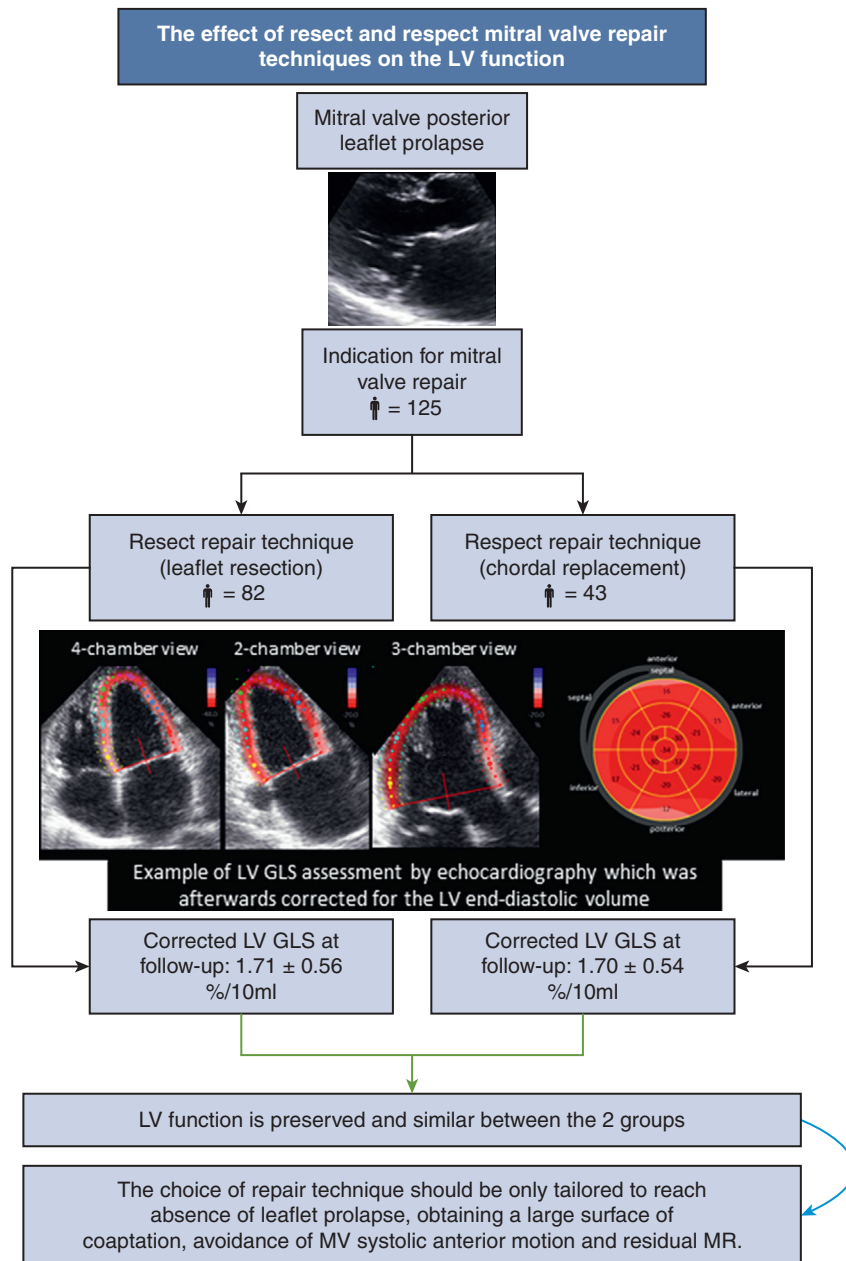 The effect of resect and respect mitral valve repair
techniques on the LV function
Mitral valve posterior
leaflet prolapse
Indication for mitral
valve repair
= 125
Resect repair technique
(leaflet resection)
= 82
Respect repair technique
(chordal replacement)
= 43
4-chamber view
2-chamber view
3-chamber view
%
-20.0
%
-20.0
%
anterior
septal
septal
anterior
inferior
lateral
posterior
16
15
-26
15
-24
-38
-30
-21
-34
-21
-30
-37
-26
-17
-20
-20
-12
Example of LV GLS assessment by echocardiography which was
afterwards corrected for the LV end-diastolic volume
Corrected LV GLS at
follow-up: 1.71 ± 0.56
%/10ml
Corrected LV GLS at
follow-up: 1.70 ± 0.54
%/10ml
LV function is preserved and similar between the 2 groups
The choice of repair technique should be only tailored to reach
absence of leaflet prolapse, obtaining a large surface of
coaptation, avoidance of MV systolic anterior motion and residual MR.